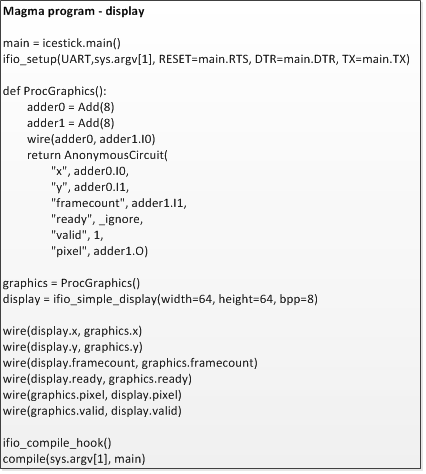 Magma program - display
main = icestick.main()
ifio_setup(UART,sys.argv[1], RESET=main.RTS, DTR=main.DTR, TX=main.TX)
def ProcGraphics():
adder0 = Add(8)
adder1 = Add(8)
wire(adder0, adder1.I0)
return AnonymousCircuit(
"x", adder0.I0,
"y", adder0.I1,
"framecount", adder1.I1,
"ready", _ignore,
"valid", 1,
"pixel", adder1.O)
graphics = ProcGraphics()
display = ifio_simple_display(width=64, height=64, bpp=8)
wire(display.x, graphics.x)
wire(display.y, graphics.y)
wire(display.framecount, graphics.framecount)
wire(display.ready, graphics.ready)
wire(graphics.pixel, display.pixel)
wire(graphics.valid, display.valid)
ifio_compile_hook()
compile(sys.argv[1], main)